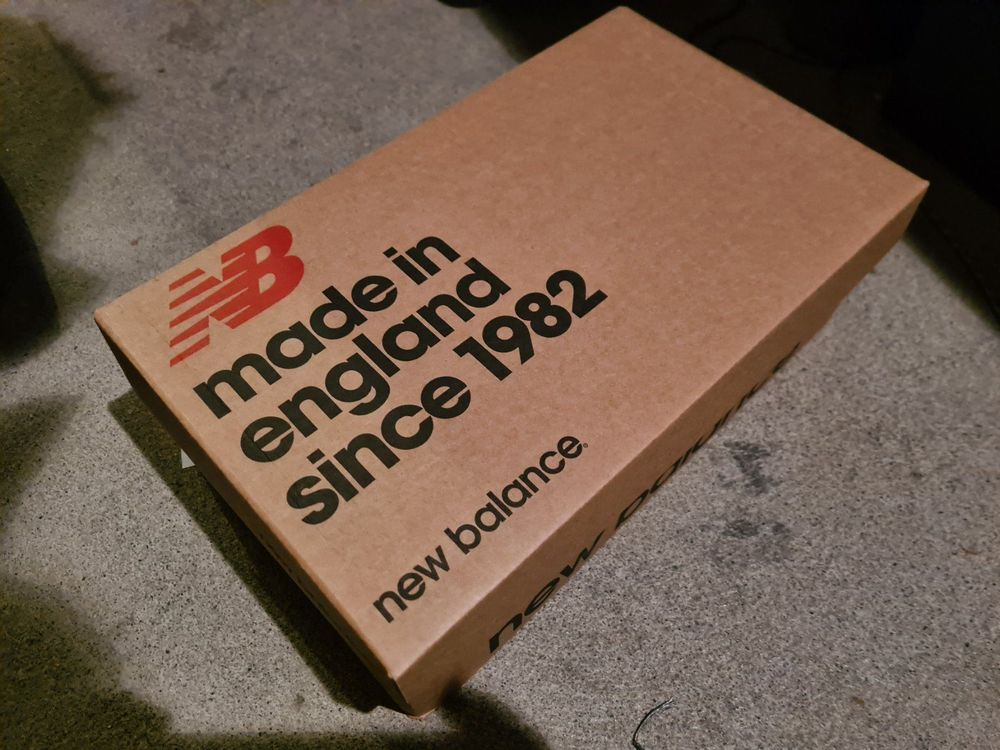 NB
made in
england
since 1982
new balance.
new balance